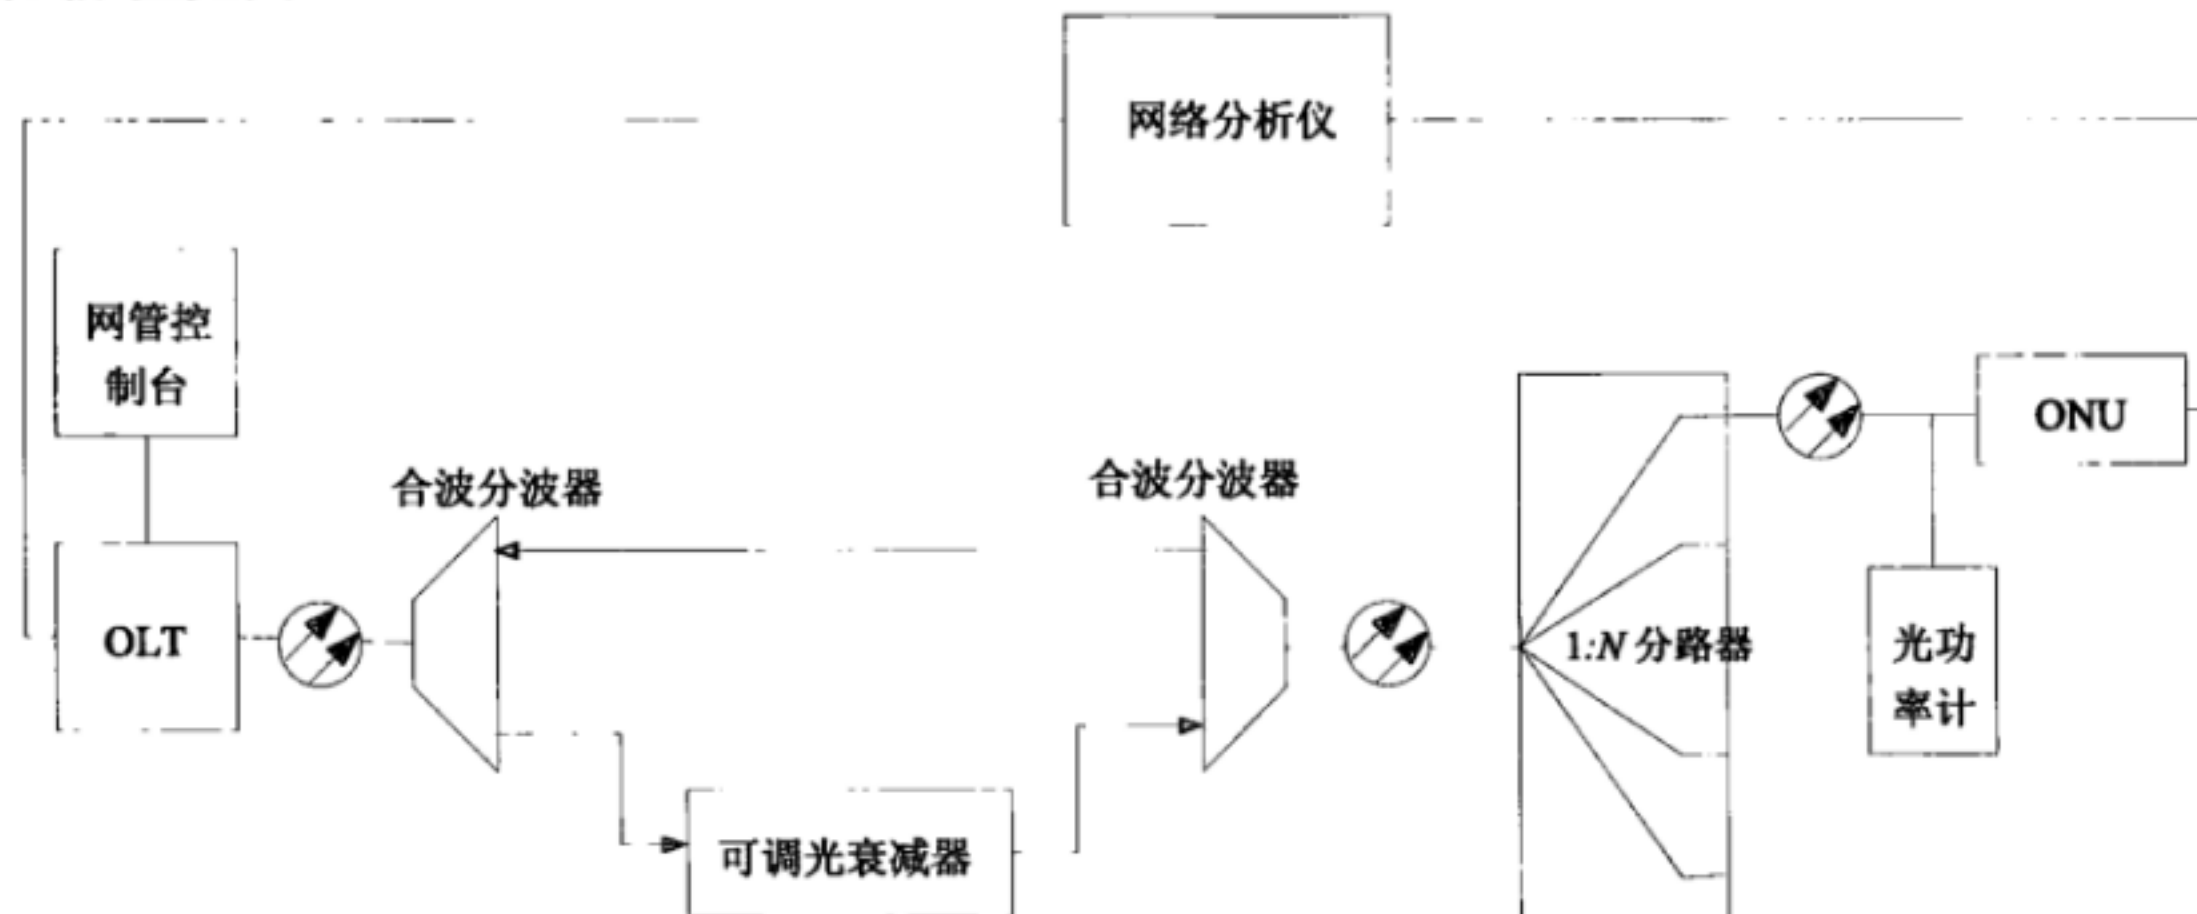 网络分析仪
网管控
制台
合波分波器
合波分波器
ONU
OLT
1:N 分路器
光功
率计
可调光衰减器